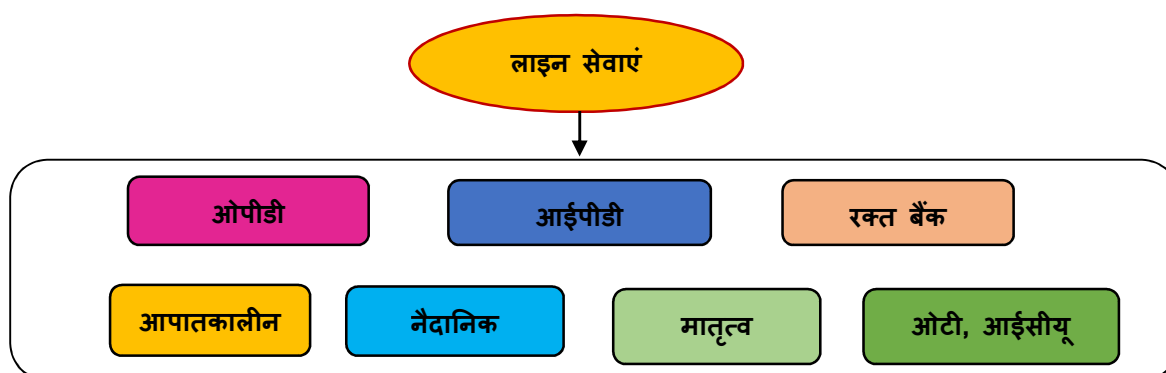 लाइन सेवाएं
ओपीडी
आईपीडी
रक्त बैंक
आपातकालीन
नैदानिक
मातृत्व
ओटी, आईसीयू